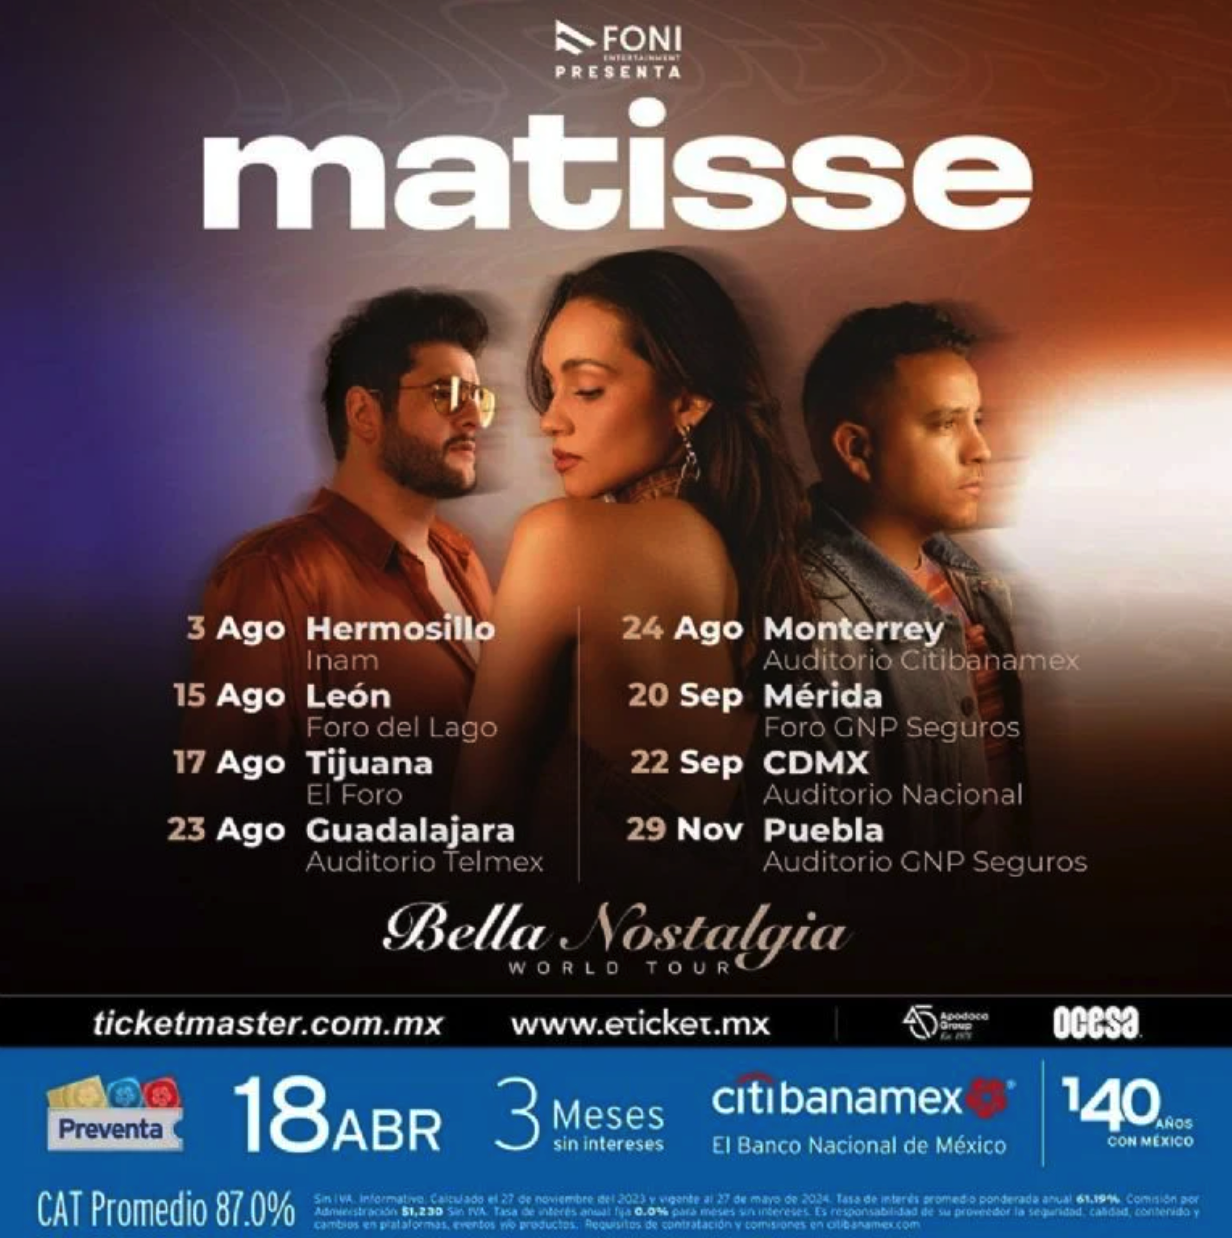 FONI
ENTERTAINMENT
PRESENTA
matisse
3 Ago Hermosillo
Inam
15 Ago León
Foro del Lago
17 Ago Tijuana
El Foro
23 Ago Guadalajara
Auditorio Telmex
24 Ago Monterrey
Auditorio Citibanamex
20 Sep Mérida
Foro GNP Seguros
22 Sep CDMX
Auditorio Nacional
29 Nov Puebla
Auditorio GNP Seguros
Bella Nostalgia
WORLD TOUR
ticketmaster.com.mx www.eticket.mx 45 Apodaca Group ocesa
Preventa
18 ABR
3 Meses
sin intereses
citibanamex
El Banco Nacional de México
140 AÑOS
CON MÉXICO
CAT Promedio 87.0%
Sin IVA. Informativo. Calculado el 27 de noviembre del 2023 y vigente al 27 de mayo de 2024. Tasa de interés promedio ponderada anual 61.19%. Comisión por
Administración $1,230 Sin IVA. Tasa de interés anual fija 0.0% para meses sin intereses. Es responsabilidad de su proveedor la seguridad, calidad, contenido y
cambios en plataformas, eventos y/o productos. Requisitos de contratación y comisiones en citibanamex.com